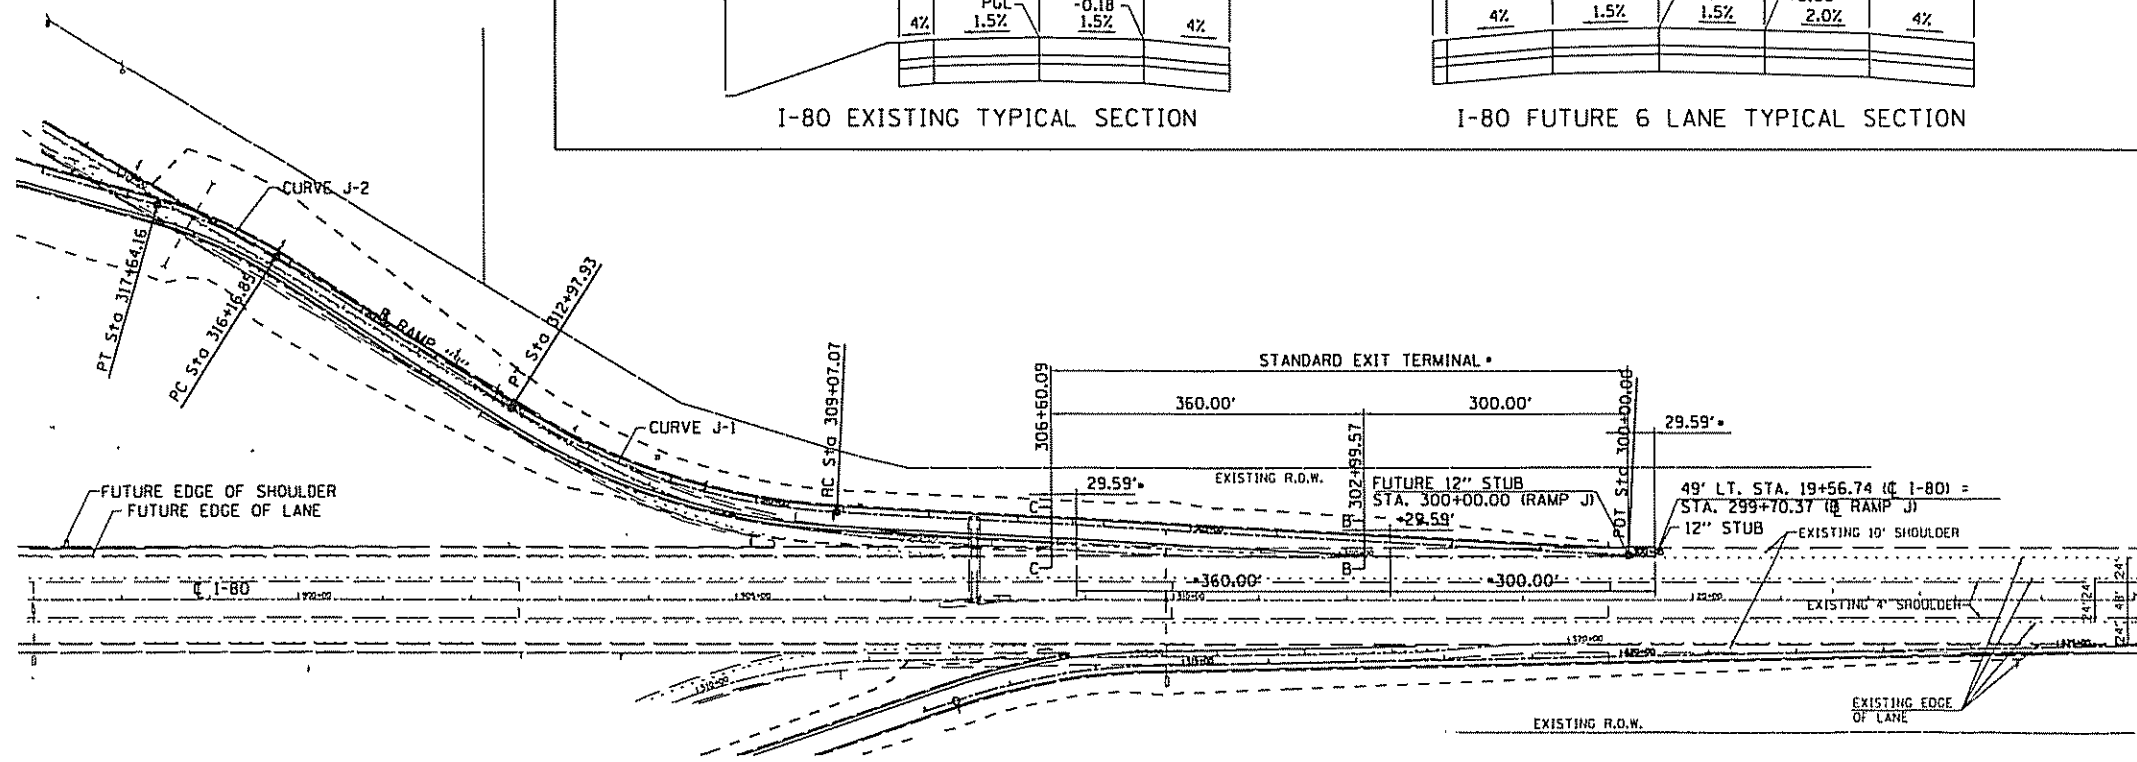 PGL
-0.18
4%
1.5%
1.5%
4%
4%
1.5%
1.5%
2.0%
4%
I-80 EXISTING TYPICAL SECTION
I-80 FUTURE 6 LANE TYPICAL SECTION
CURVE J-2
PT Sta 317+64.16
PC Sta 316+16.85
RAMP "J"
PT Sta 312+97.93
CURVE J-1
PC Sta 309+07.07
STANDARD EXIT TERMINAL *
306+60.09
360.00'
300.00'
302+99.57
POT Sta 300+00.00
29.59'*
EXISTING R.O.W.
29.59'*
FUTURE 12" STUB
STA. 300+00.00 (RAMP J)
49' LT. STA. 19+56.74 (℄ I-80) =
STA. 299+70.37 (B RAMP J)
12" STUB
C
C
B
B
*29.59'
FUTURE EDGE OF SHOULDER
FUTURE EDGE OF LANE
EXISTING 10' SHOULDER
℄ I-80
*360.00'
*300.00'
EXISTING 4' SHOULDER
24'
24'
24'
48'
24'
EXISTING EDGE
OF LANE
EXISTING R.O.W.